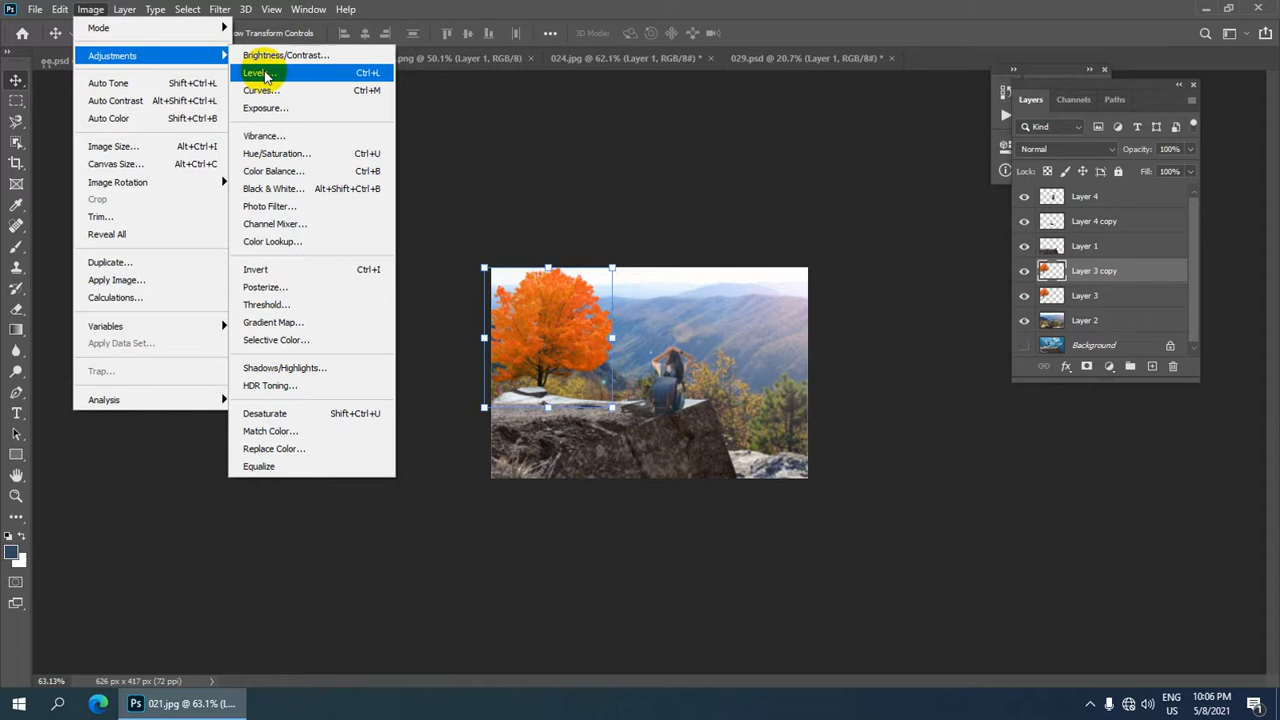 Ps File Edit Image Layer Type Select Filter 3D View Window Help
Show Transform Controls 3D Mode:
.psd .png @ 50.1% (Layer 1, RGB/8#) × 024.jpg @ 62.1% (Layer 1, RGB/8#) * × 029.psd @ 20.7% (Layer 1, RGB/8#) * ×
Mode
Adjustments
Auto Tone Shift+Ctrl+L
Auto Contrast Alt+Shift+Ctrl+L
Auto Color Shift+Ctrl+B
Image Size... Alt+Ctrl+I
Canvas Size... Alt+Ctrl+C
Image Rotation
Crop
Trim...
Reveal All
Duplicate...
Apply Image...
Calculations...
Variables
Apply Data Set...
Trap...
Analysis
Brightness/Contrast...
Levels... Ctrl+L
Curves... Ctrl+M
Exposure...
Vibrance...
Hue/Saturation... Ctrl+U
Color Balance... Ctrl+B
Black & White... Alt+Shift+Ctrl+B
Photo Filter...
Channel Mixer...
Color Lookup...
Invert Ctrl+I
Posterize...
Threshold...
Gradient Map...
Selective Color...
Shadows/Highlights...
HDR Toning...
Desaturate Shift+Ctrl+U
Match Color...
Replace Color...
Equalize
Layers Channels Paths
Kind
Normal Opacity: 100%
Lock: Fill: 100%
Layer 4
Layer 4 copy
Layer 1
Layer 3 copy
Layer 3
Layer 2
Background
63.13% 626 px x 417 px (72 ppi)
Ps 021.jpg @ 63.1% (L...
ENG 10:06 PM
US 5/8/2021